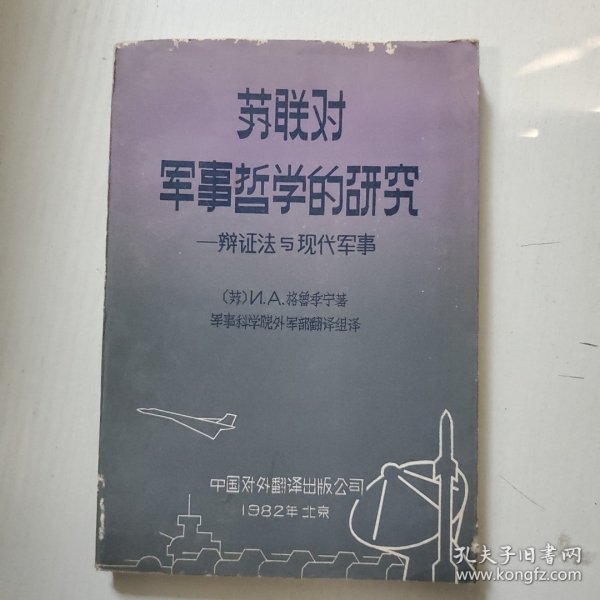 苏联对
军事哲学的研究
—辩证法与现代军事
(苏)И.А.格鲁季宁著
军事科学院外军部翻译组译
中国对外翻译出版公司
1982年 北京
孔夫子旧书网
www.kongfz.com